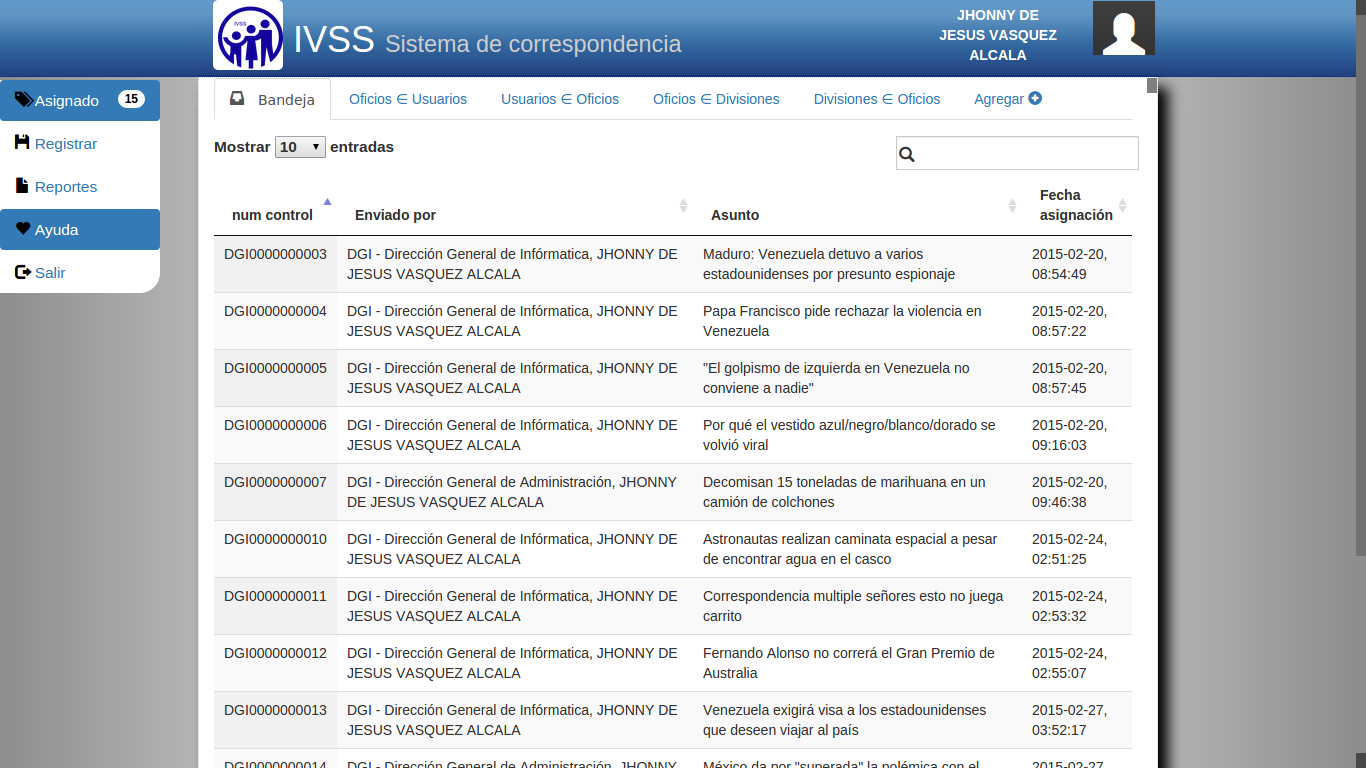 IVSS
IVSS Sistema de correspondencia
JHONNY DE
JESUS VASQUEZ
ALCALA
Asignado 15
Registrar
Reportes
Ayuda
Salir
Bandeja Oficios ∈ Usuarios Usuarios ∈ Oficios Oficios ∈ Divisiones Divisiones ∈ Oficios Agregar
Mostrar 10 entradas
num control Enviado por Asunto Fecha
asignación
DGI0000000003 DGI - Dirección General de Infórmatica, JHONNY DE Maduro: Venezuela detuvo a varios 2015-02-20,
JESUS VASQUEZ ALCALA estadounidenses por presunto espionaje 08:54:49
DGI0000000004 DGI - Dirección General de Infórmatica, JHONNY DE Papa Francisco pide rechazar la violencia en 2015-02-20,
JESUS VASQUEZ ALCALA Venezuela 08:57:22
DGI0000000005 DGI - Dirección General de Infórmatica, JHONNY DE "El golpismo de izquierda en Venezuela no 2015-02-20,
JESUS VASQUEZ ALCALA conviene a nadie" 08:57:45
DGI0000000006 DGI - Dirección General de Infórmatica, JHONNY DE Por qué el vestido azul/negro/blanco/dorado se 2015-02-20,
JESUS VASQUEZ ALCALA volvió viral 09:16:03
DGI0000000007 DGI - Dirección General de Administración, JHONNY Decomisan 15 toneladas de marihuana en un 2015-02-20,
DE JESUS VASQUEZ ALCALA camión de colchones 09:46:38
DGI0000000010 DGI - Dirección General de Infórmatica, JHONNY DE Astronautas realizan caminata espacial a pesar 2015-02-24,
JESUS VASQUEZ ALCALA de encontrar agua en el casco 02:51:25
DGI0000000011 DGI - Dirección General de Infórmatica, JHONNY DE Correspondencia multiple señores esto no juega 2015-02-24,
JESUS VASQUEZ ALCALA carrito 02:53:32
DGI0000000012 DGI - Dirección General de Infórmatica, JHONNY DE Fernando Alonso no correrá el Gran Premio de 2015-02-24,
JESUS VASQUEZ ALCALA Australia 02:55:07
DGI0000000013 DGI - Dirección General de Infórmatica, JHONNY DE Venezuela exigirá visa a los estadounidenses 2015-02-27,
JESUS VASQUEZ ALCALA que deseen viajar al país 03:52:17
DGI0000000014 DGI - Dirección General de Administración, JHONNY México da por "superada" la polémica con el 2015-02-27,